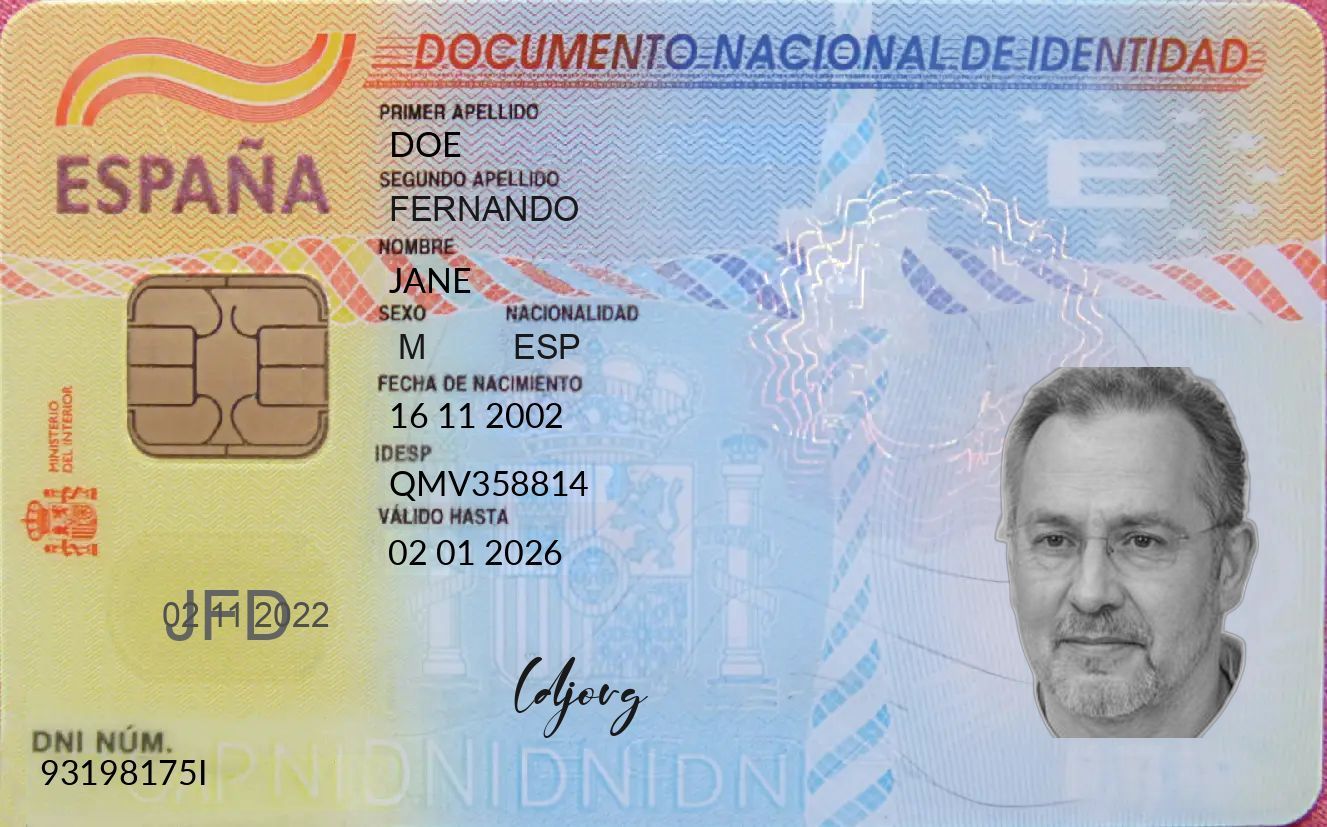 DOCUMENTO NACIONAL DE IDENTIDAD
ESPAÑA
PRIMER APELLIDO
DOE
SEGUNDO APELLIDO
FERNANDO
NOMBRE
JANE
SEXO NACIONALIDAD
M ESP
FECHA DE NACIMIENTO
16 11 2002
IDESP
QMV358814
VÁLIDO HASTA
02 01 2026
MINISTERIO
DEL INTERIOR
02 11 2022
JFD
DNI NÚM.
93198175I
E